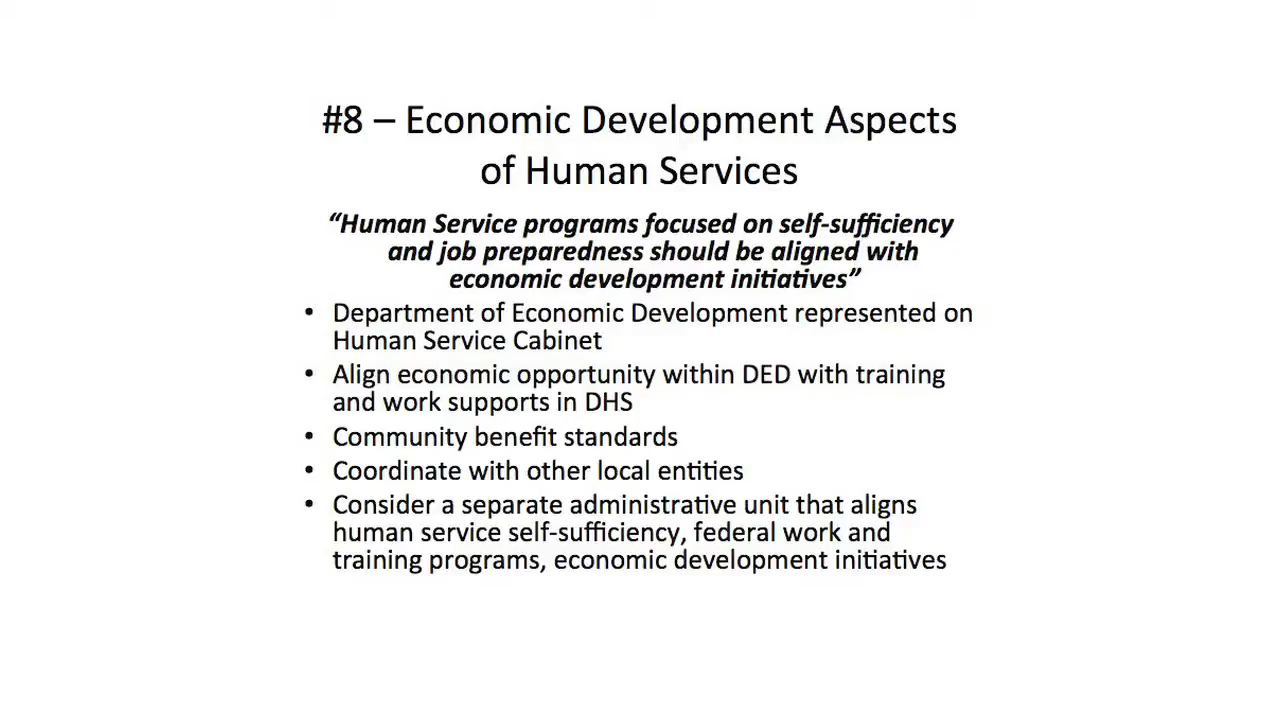 #8 – Economic Development Aspects
of Human Services
“Human Service programs focused on self-sufficiency
and job preparedness should be aligned with
economic development initiatives”
• Department of Economic Development represented on
Human Service Cabinet
• Align economic opportunity within DED with training
and work supports in DHS
• Community benefit standards
• Coordinate with other local entities
• Consider a separate administrative unit that aligns
human service self-sufficiency, federal work and
training programs, economic development initiatives